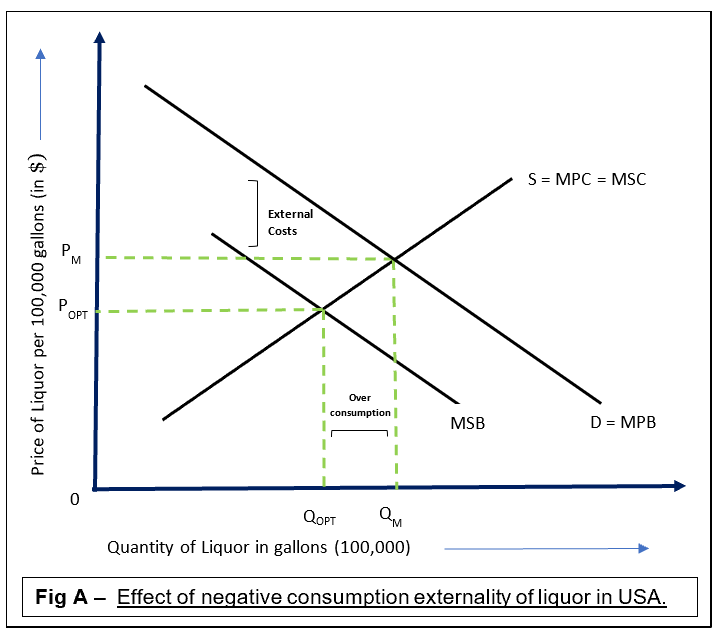 Price of Liquor per 100,000 gallons (in $)
S = MPC = MSC
External
Costs
PM
POPT
Over
consumption
MSB
D = MPB
0
QOPT
QM
Quantity of Liquor in gallons (100,000)
Fig A – Effect of negative consumption externality of liquor in USA.